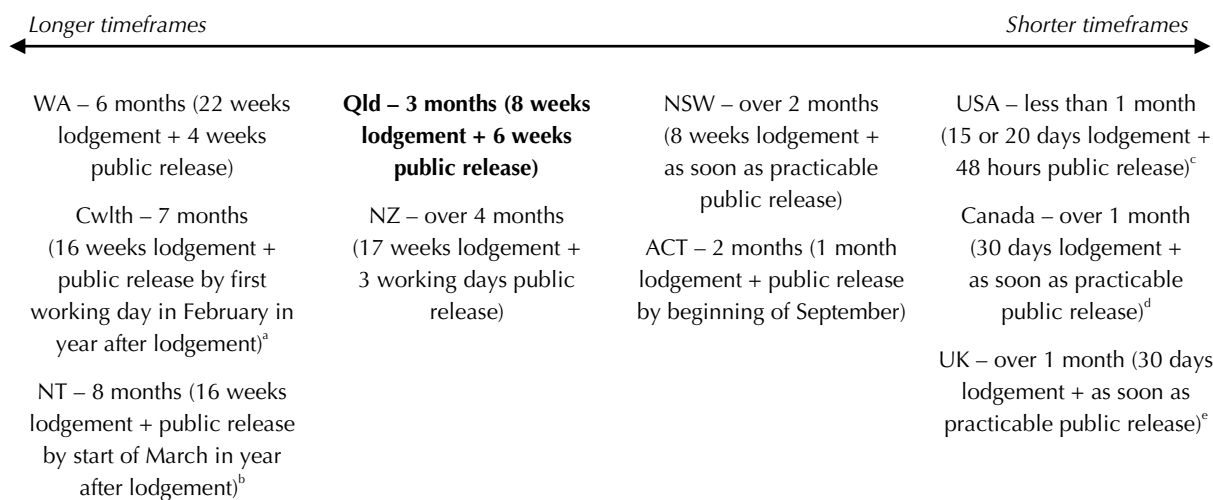 Longer timeframes
Shorter timeframes
WA – 6 months (22 weeks
lodgement + 4 weeks
public release)
Cwlth – 7 months
(16 weeks lodgement +
public release by first
working day in February in
year after lodgement)a
NT – 8 months (16 weeks
lodgement + public release
by start of March in year
after lodgement)b
Qld – 3 months (8 weeks
lodgement + 6 weeks
public release)
NZ – over 4 months
(17 weeks lodgement +
3 working days public
release)
NSW – over 2 months
(8 weeks lodgement +
as soon as practicable
public release)
ACT – 2 months (1 month
lodgement + public release
by beginning of September)
USA – less than 1 month
(15 or 20 days lodgement +
48 hours public release)c
Canada – over 1 month
(30 days lodgement +
as soon as practicable
public release)d
UK – over 1 month (30 days
lodgement + as soon as
practicable public release)e